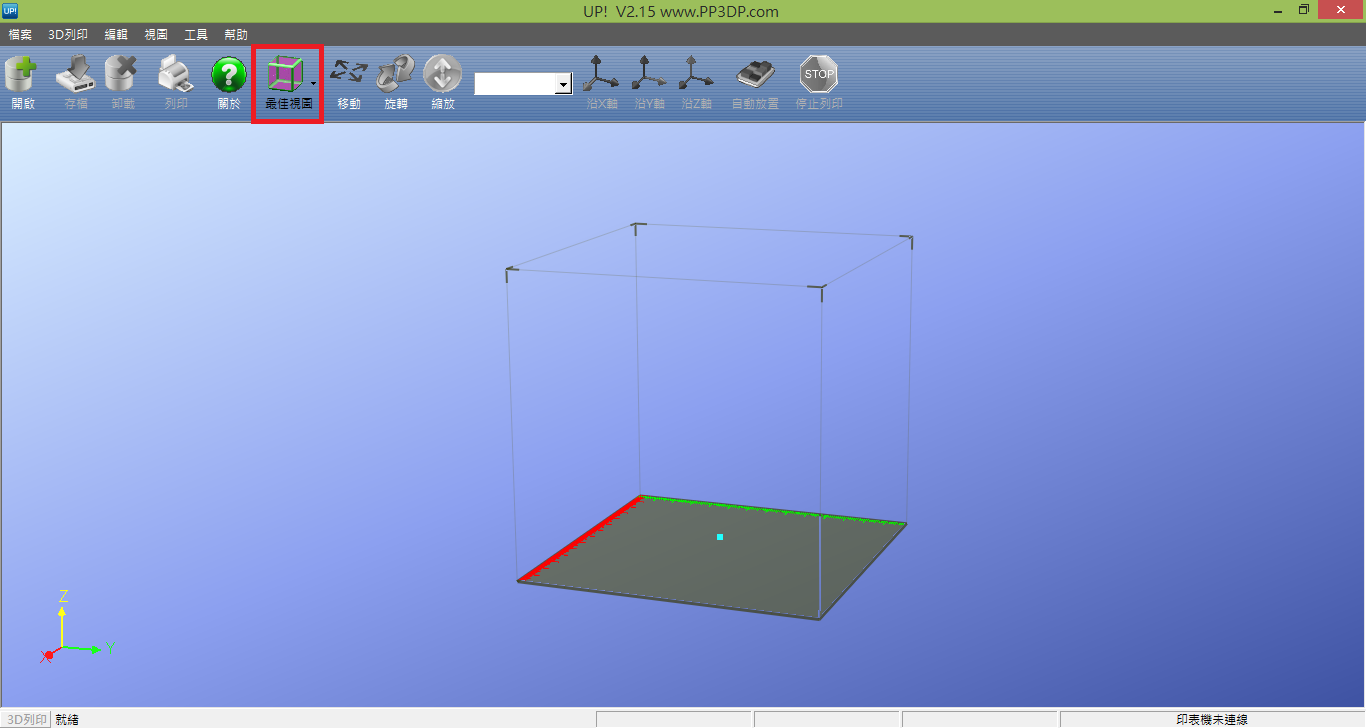 UP! UP! V2.15 www.PP3DP.com
檔案 3D列印 編輯 視圖 工具 幫助
開啟 存檔 卸載 列印 關於 最佳視圖 移動 旋轉 縮放 沿X軸 沿Y軸 沿Z軸 自動放置 停止列印
STOP
Z
X Y
3D列印 就緒 印表機未連線